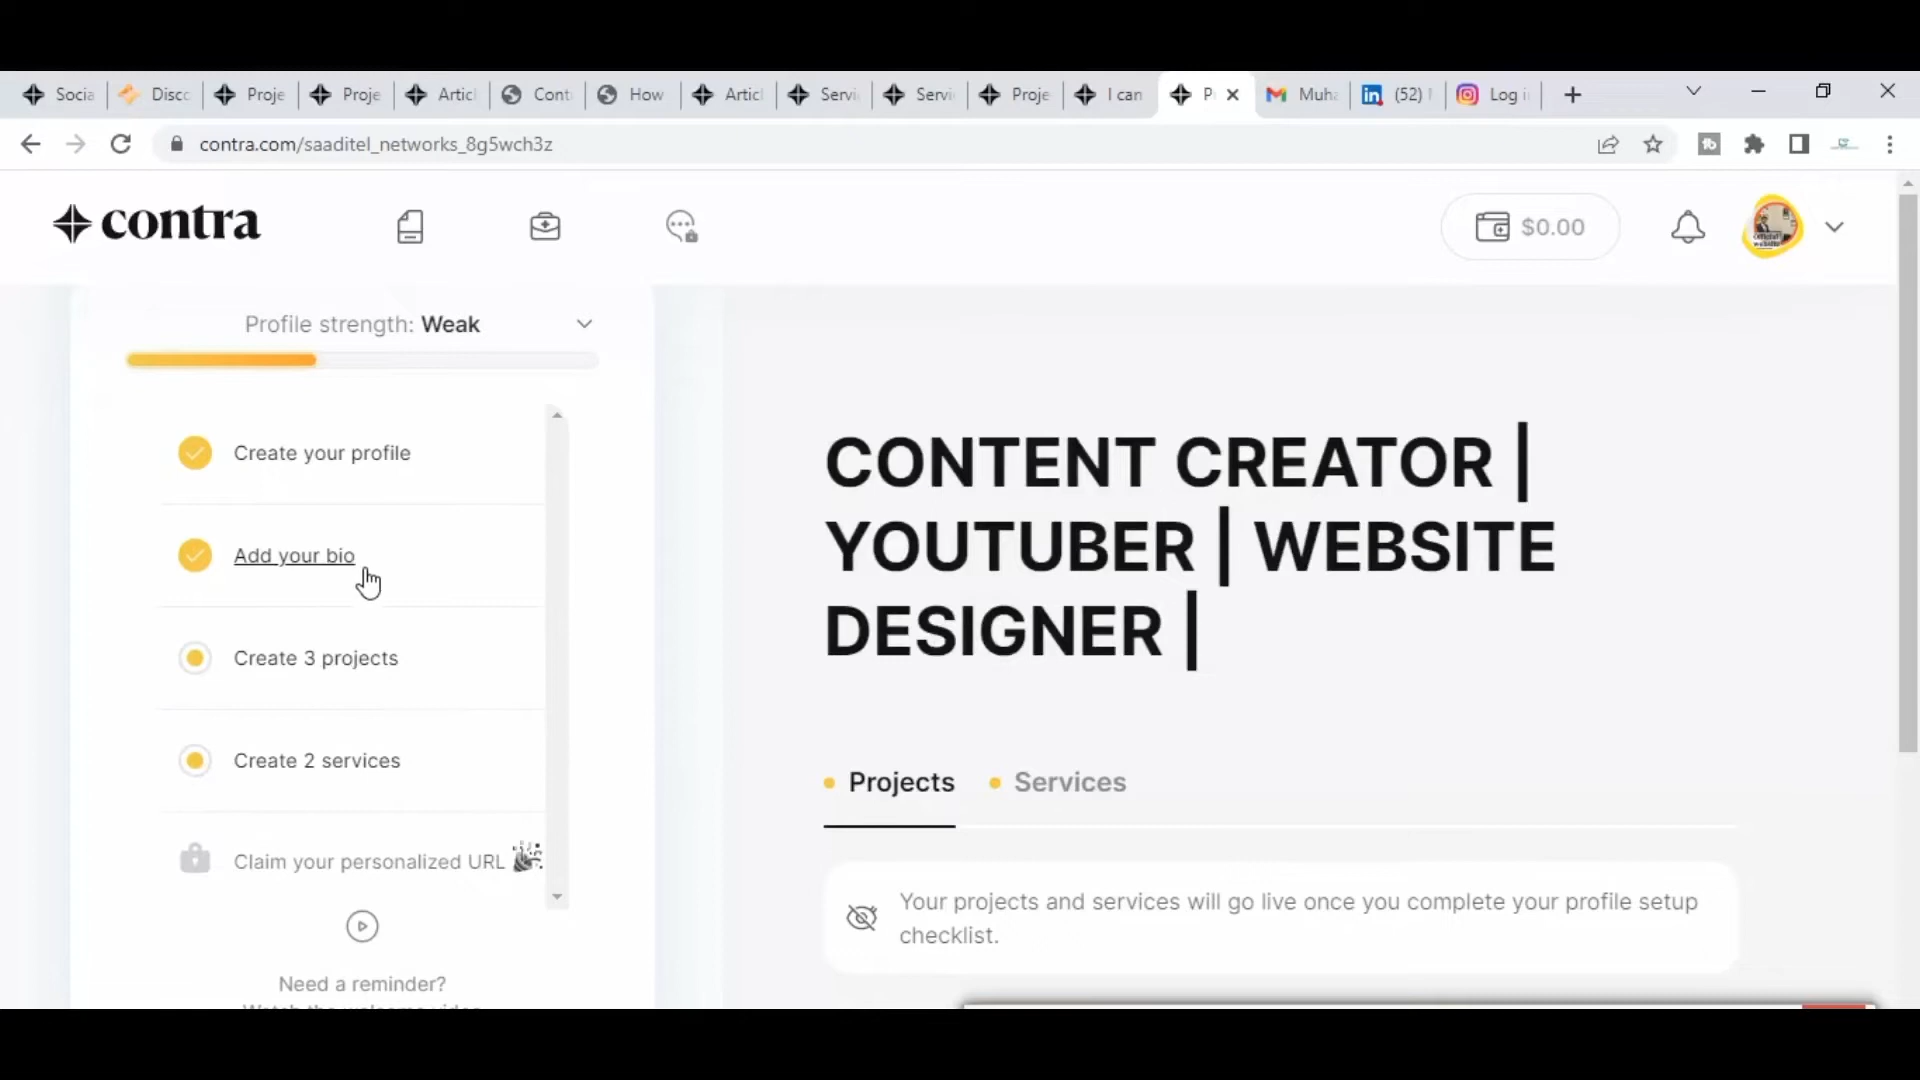 Socia
Disco
Proje
Proje
Articl
Cont
How
Articl
Servi
Servi
Proje
I can
P
Muha
(52)
Log i
contra.com/saaditel_networks_8g5wch3z
contra
$0.00
Profile strength: Weak
Create your profile
Add your bio
Create 3 projects
Create 2 services
Claim your personalized URL
Need a reminder?
CONTENT CREATOR |
YOUTUBER | WEBSITE
DESIGNER |
Projects
Services
Your projects and services will go live once you complete your profile setup
checklist.